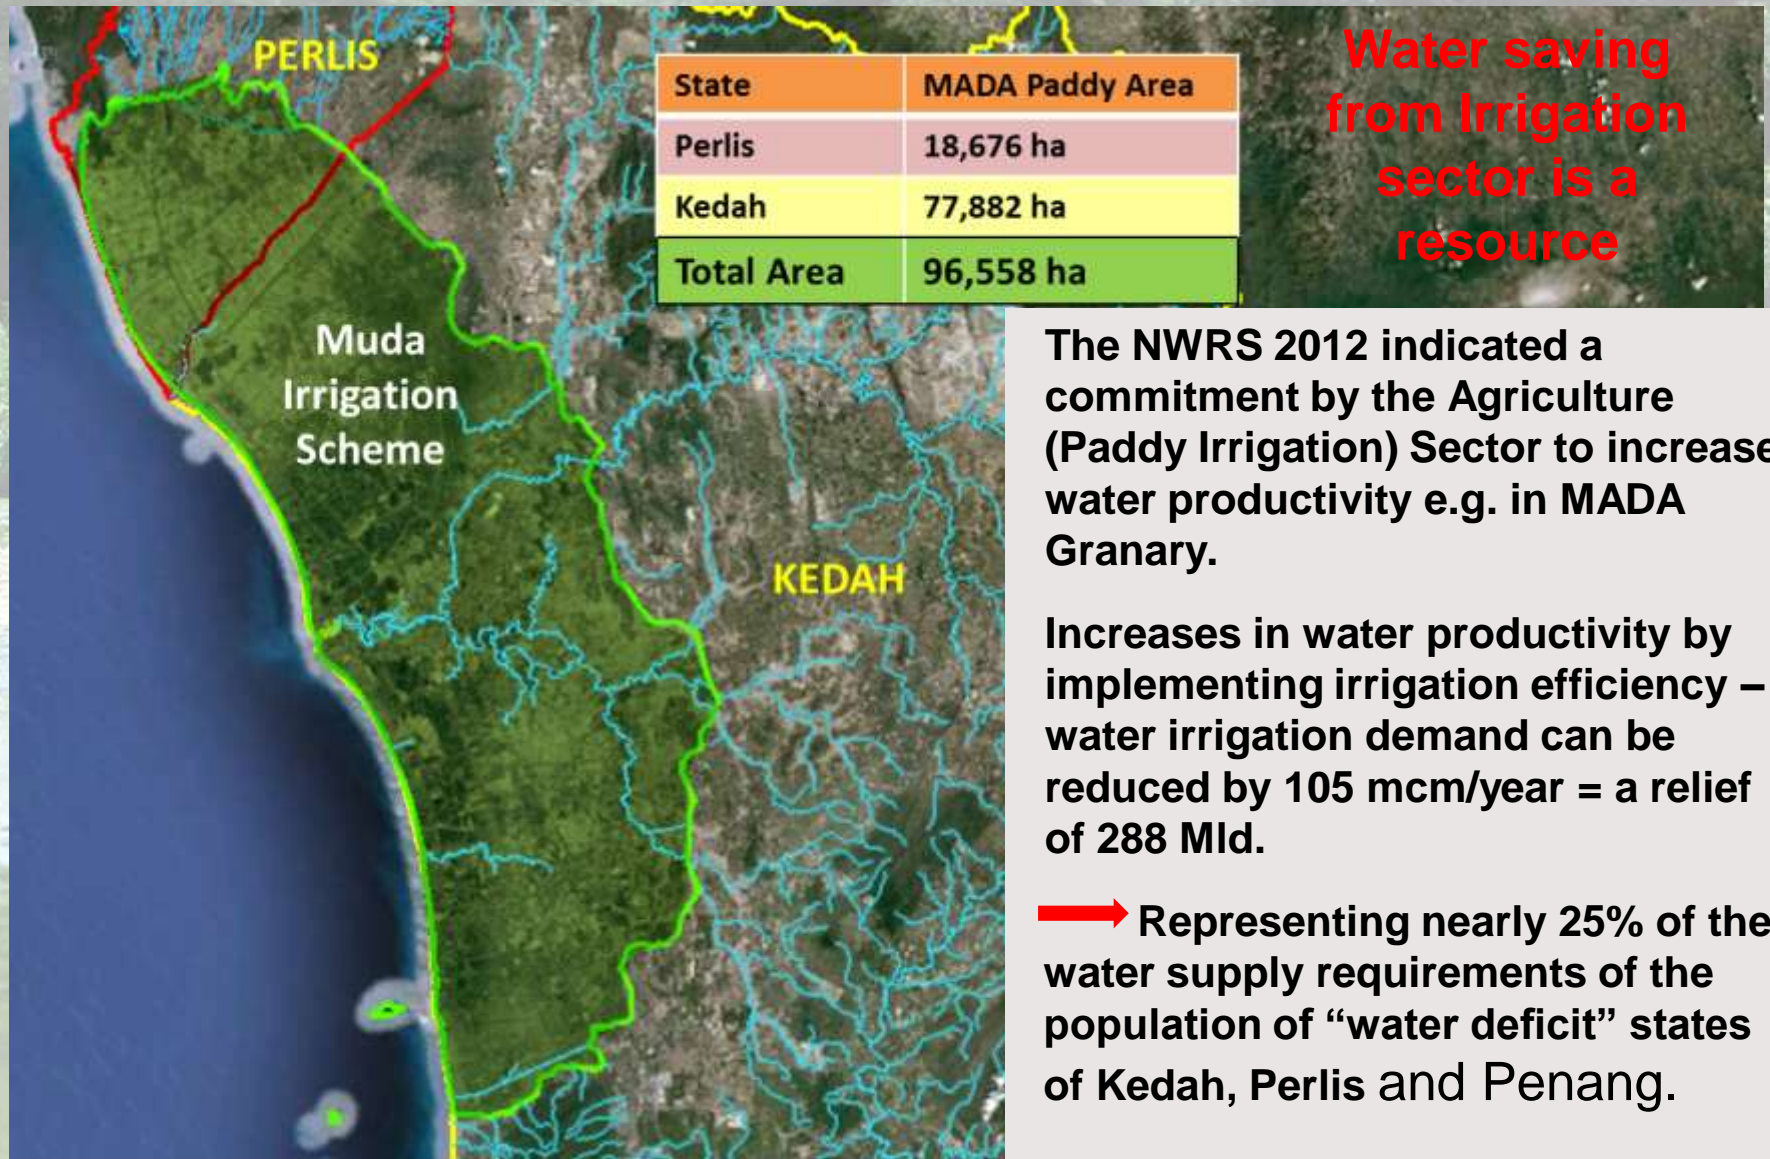 PERLIS
State MADA Paddy Area
Perlis 18,676 ha
Kedah 77,882 ha
Total Area 96,558 ha
Water saving
from Irrigation
sector is a
resource
Muda
Irrigation
Scheme
KEDAH
The NWRS 2012 indicated a
commitment by the Agriculture
(Paddy Irrigation) Sector to increase
water productivity e.g. in MADA
Granary.
Increases in water productivity by
implementing irrigation efficiency –
water irrigation demand can be
reduced by 105 mcm/year = a relief
of 288 Mld.
Representing nearly 25% of the
water supply requirements of the
population of “water deficit” states
of Kedah, Perlis and Penang.